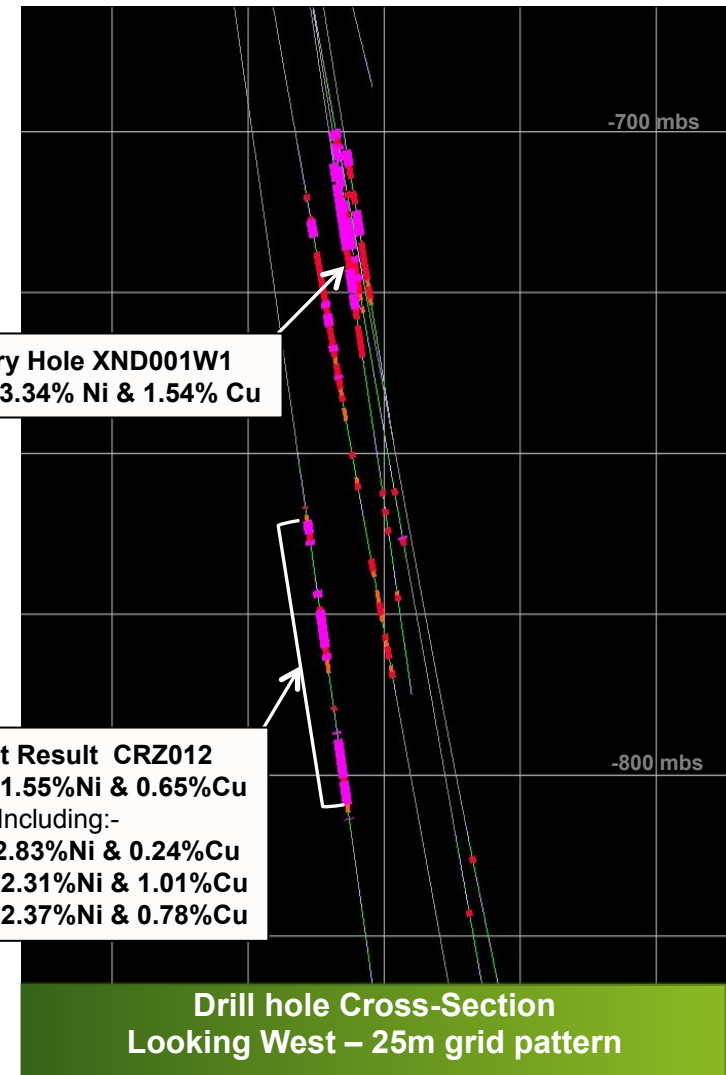 -700 mbs
ry Hole XND001W1
3.34% Ni & 1.54% Cu
t Result CRZ012
1.55%Ni & 0.65%Cu
Including:-
2.83%Ni & 0.24%Cu
2.31%Ni & 1.01%Cu
2.37%Ni & 0.78%Cu
-800 mbs
Drill hole Cross-Section
Looking West – 25m grid pattern